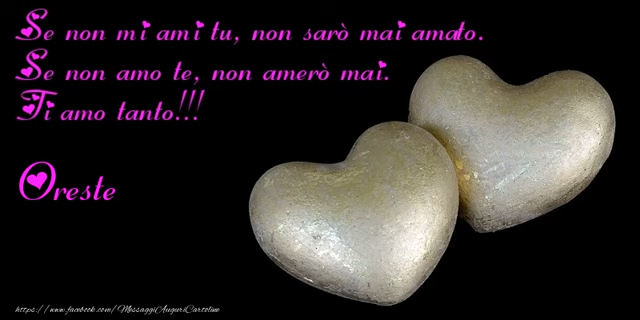 Se non mi ami tu, non sarò mai amato.
Se non amo te, non amerò mai.
Ti amo tanto!!!
Oreste
https://www.facebook.com/MessaggiAuguriCartoline